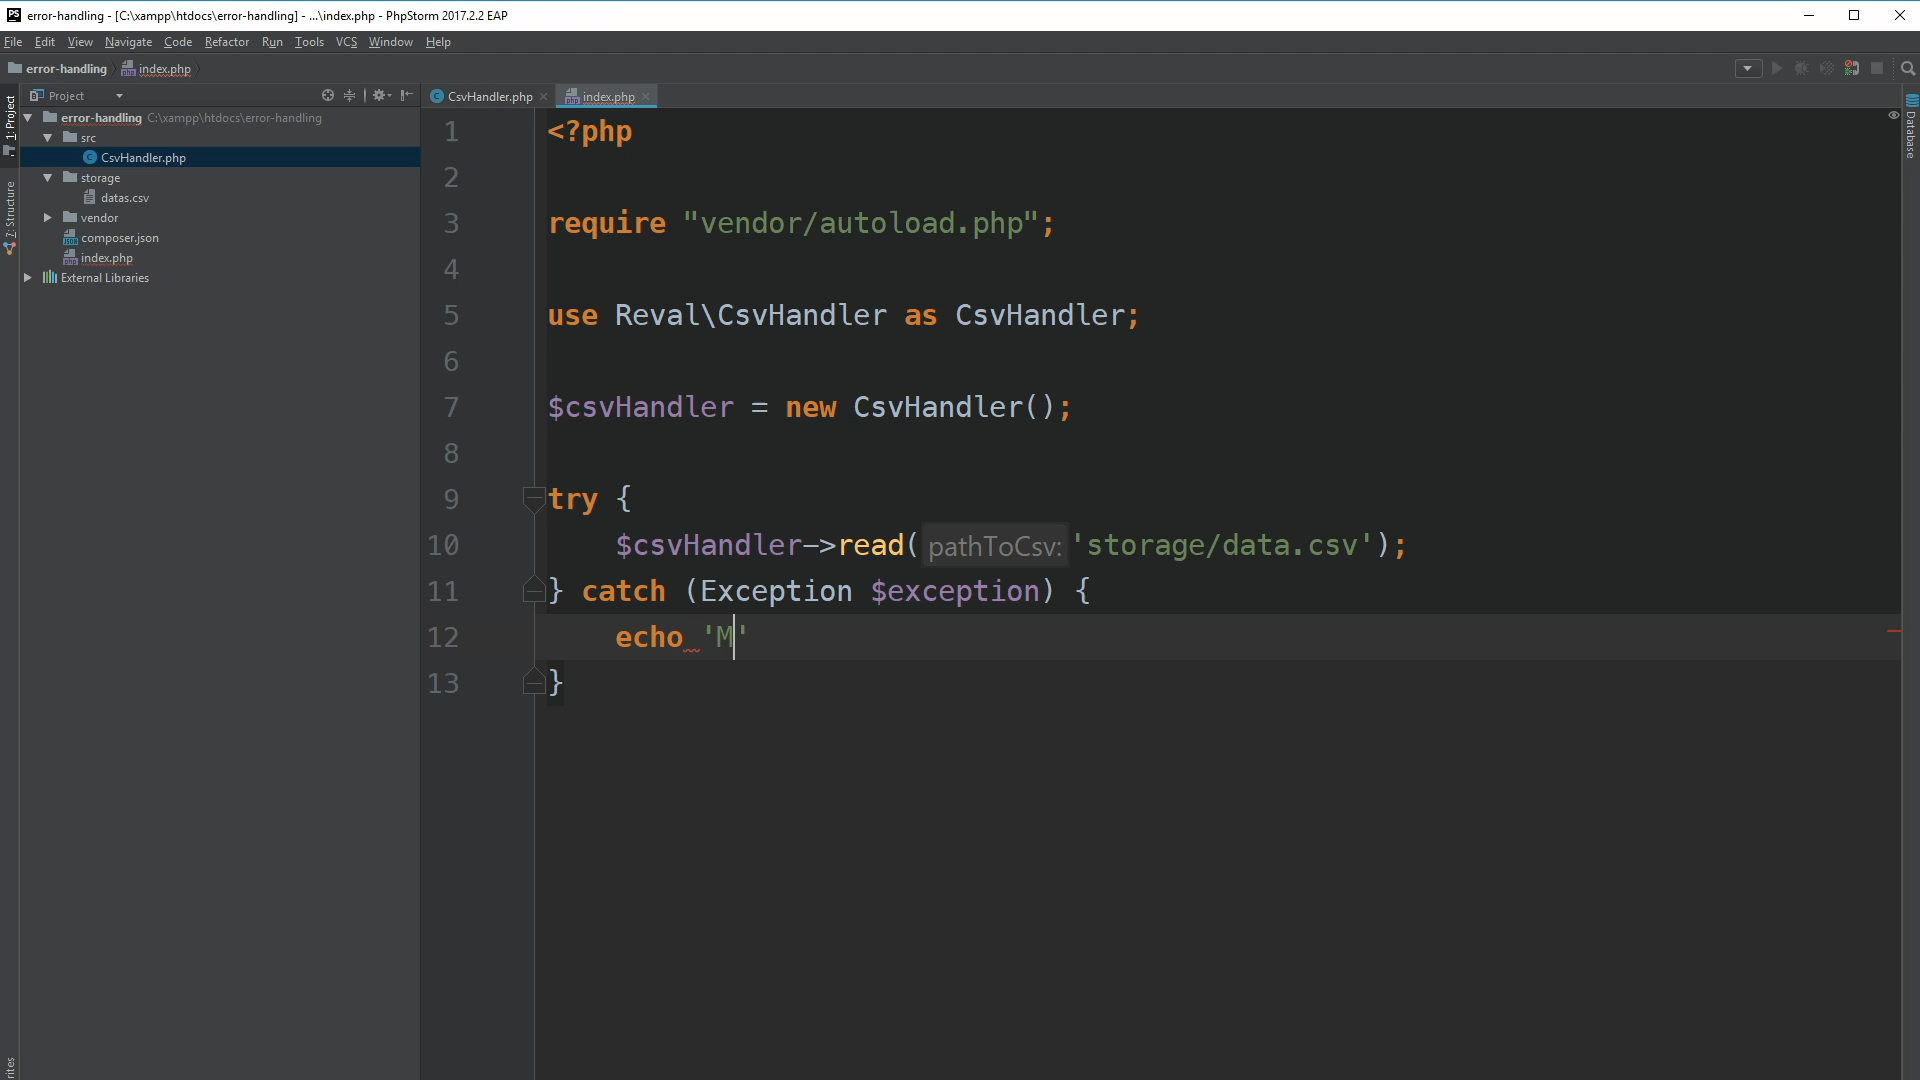 PS error-handling - [C:\xampp\htdocs\error-handling] - ...\index.php - PhpStorm 2017.2.2 EAP
File Edit View Navigate Code Refactor Run Tools VCS Window Help
error-handling index.php
Project
CsvHandler.php index.php
1: Project
7: Structure
rites
Database
error-handling C:\xampp\htdocs\error-handling
src
CsvHandler.php
storage
datas.csv
vendor
composer.json
index.php
External Libraries
1 <?php
2
3 require "vendor/autoload.php";
4
5 use Reval\CsvHandler as CsvHandler;
6
7 $csvHandler = new CsvHandler();
8
9 try {
10 $csvHandler->read( pathToCsv: 'storage/data.csv');
11 } catch (Exception $exception) {
12 echo 'M'
13 }